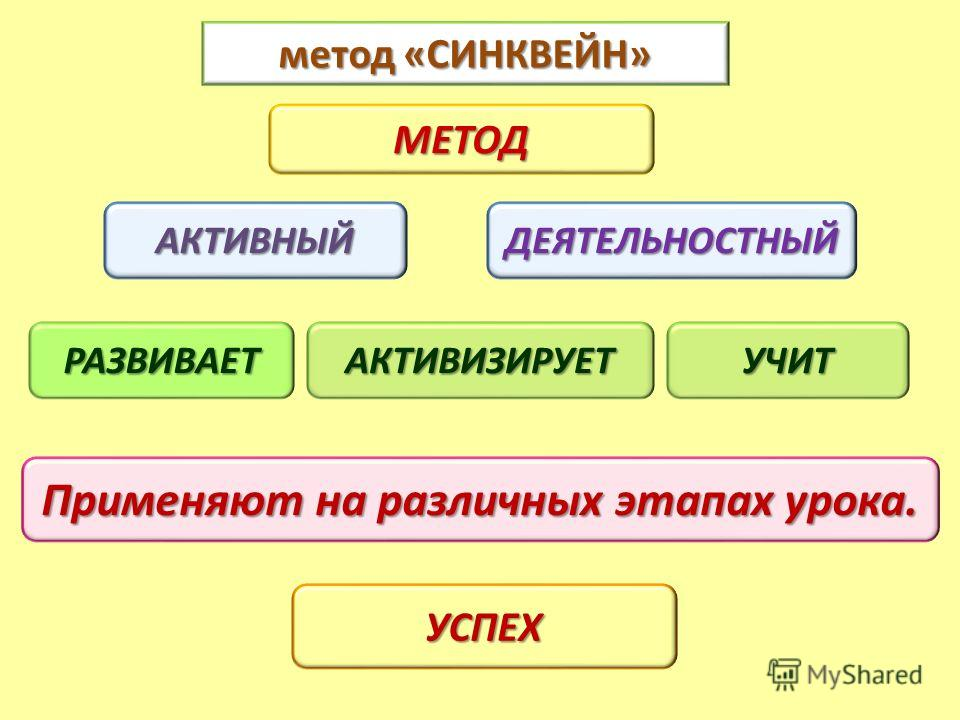 метод «СИНКВЕЙН»
МЕТОД
АКТИВНЫЙ ДЕЯТЕЛЬНОСТНЫЙ
РАЗВИВАЕТ АКТИВИЗИРУЕТ УЧИТ
Применяют на различных этапах урока.
УСПЕХ
MyShared